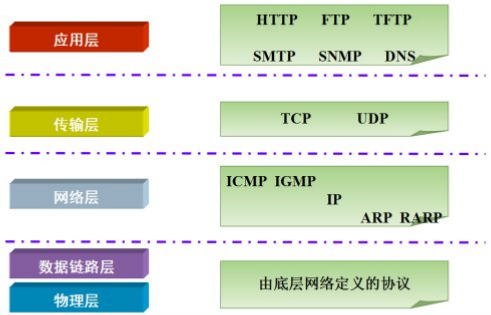 应用层
HTTP FTP TFTP
SMTP SNMP DNS
传输层
TCP UDP
网络层
ICMP IGMP
IP
ARP RARP
数据链路层
物理层
由底层网络定义的协议